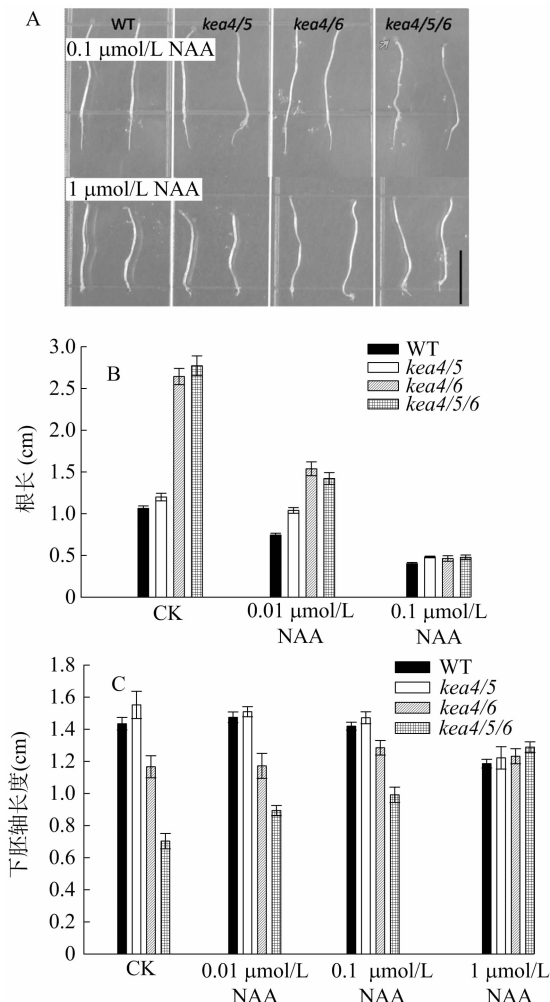 A
WT kea4/5 kea4/6 kea4/5/6
0.1 μmol/L NAA
1 μmol/L NAA
B
WT
kea4/5
kea4/6
kea4/5/6
根长 (cm)
3.0
2.5
2.0
1.5
1.0
0.5
0
CK
0.01 μmol/L
NAA
0.1 μmol/L
NAA
C
WT
kea4/5
kea4/6
kea4/5/6
下胚轴长度(cm)
1.8
1.6
1.4
1.2
1.0
0.8
0.6
0.4
0.2
0
CK
0.01 μmol/L
NAA
0.1 μmol/L
NAA
1 μmol/L
NAA